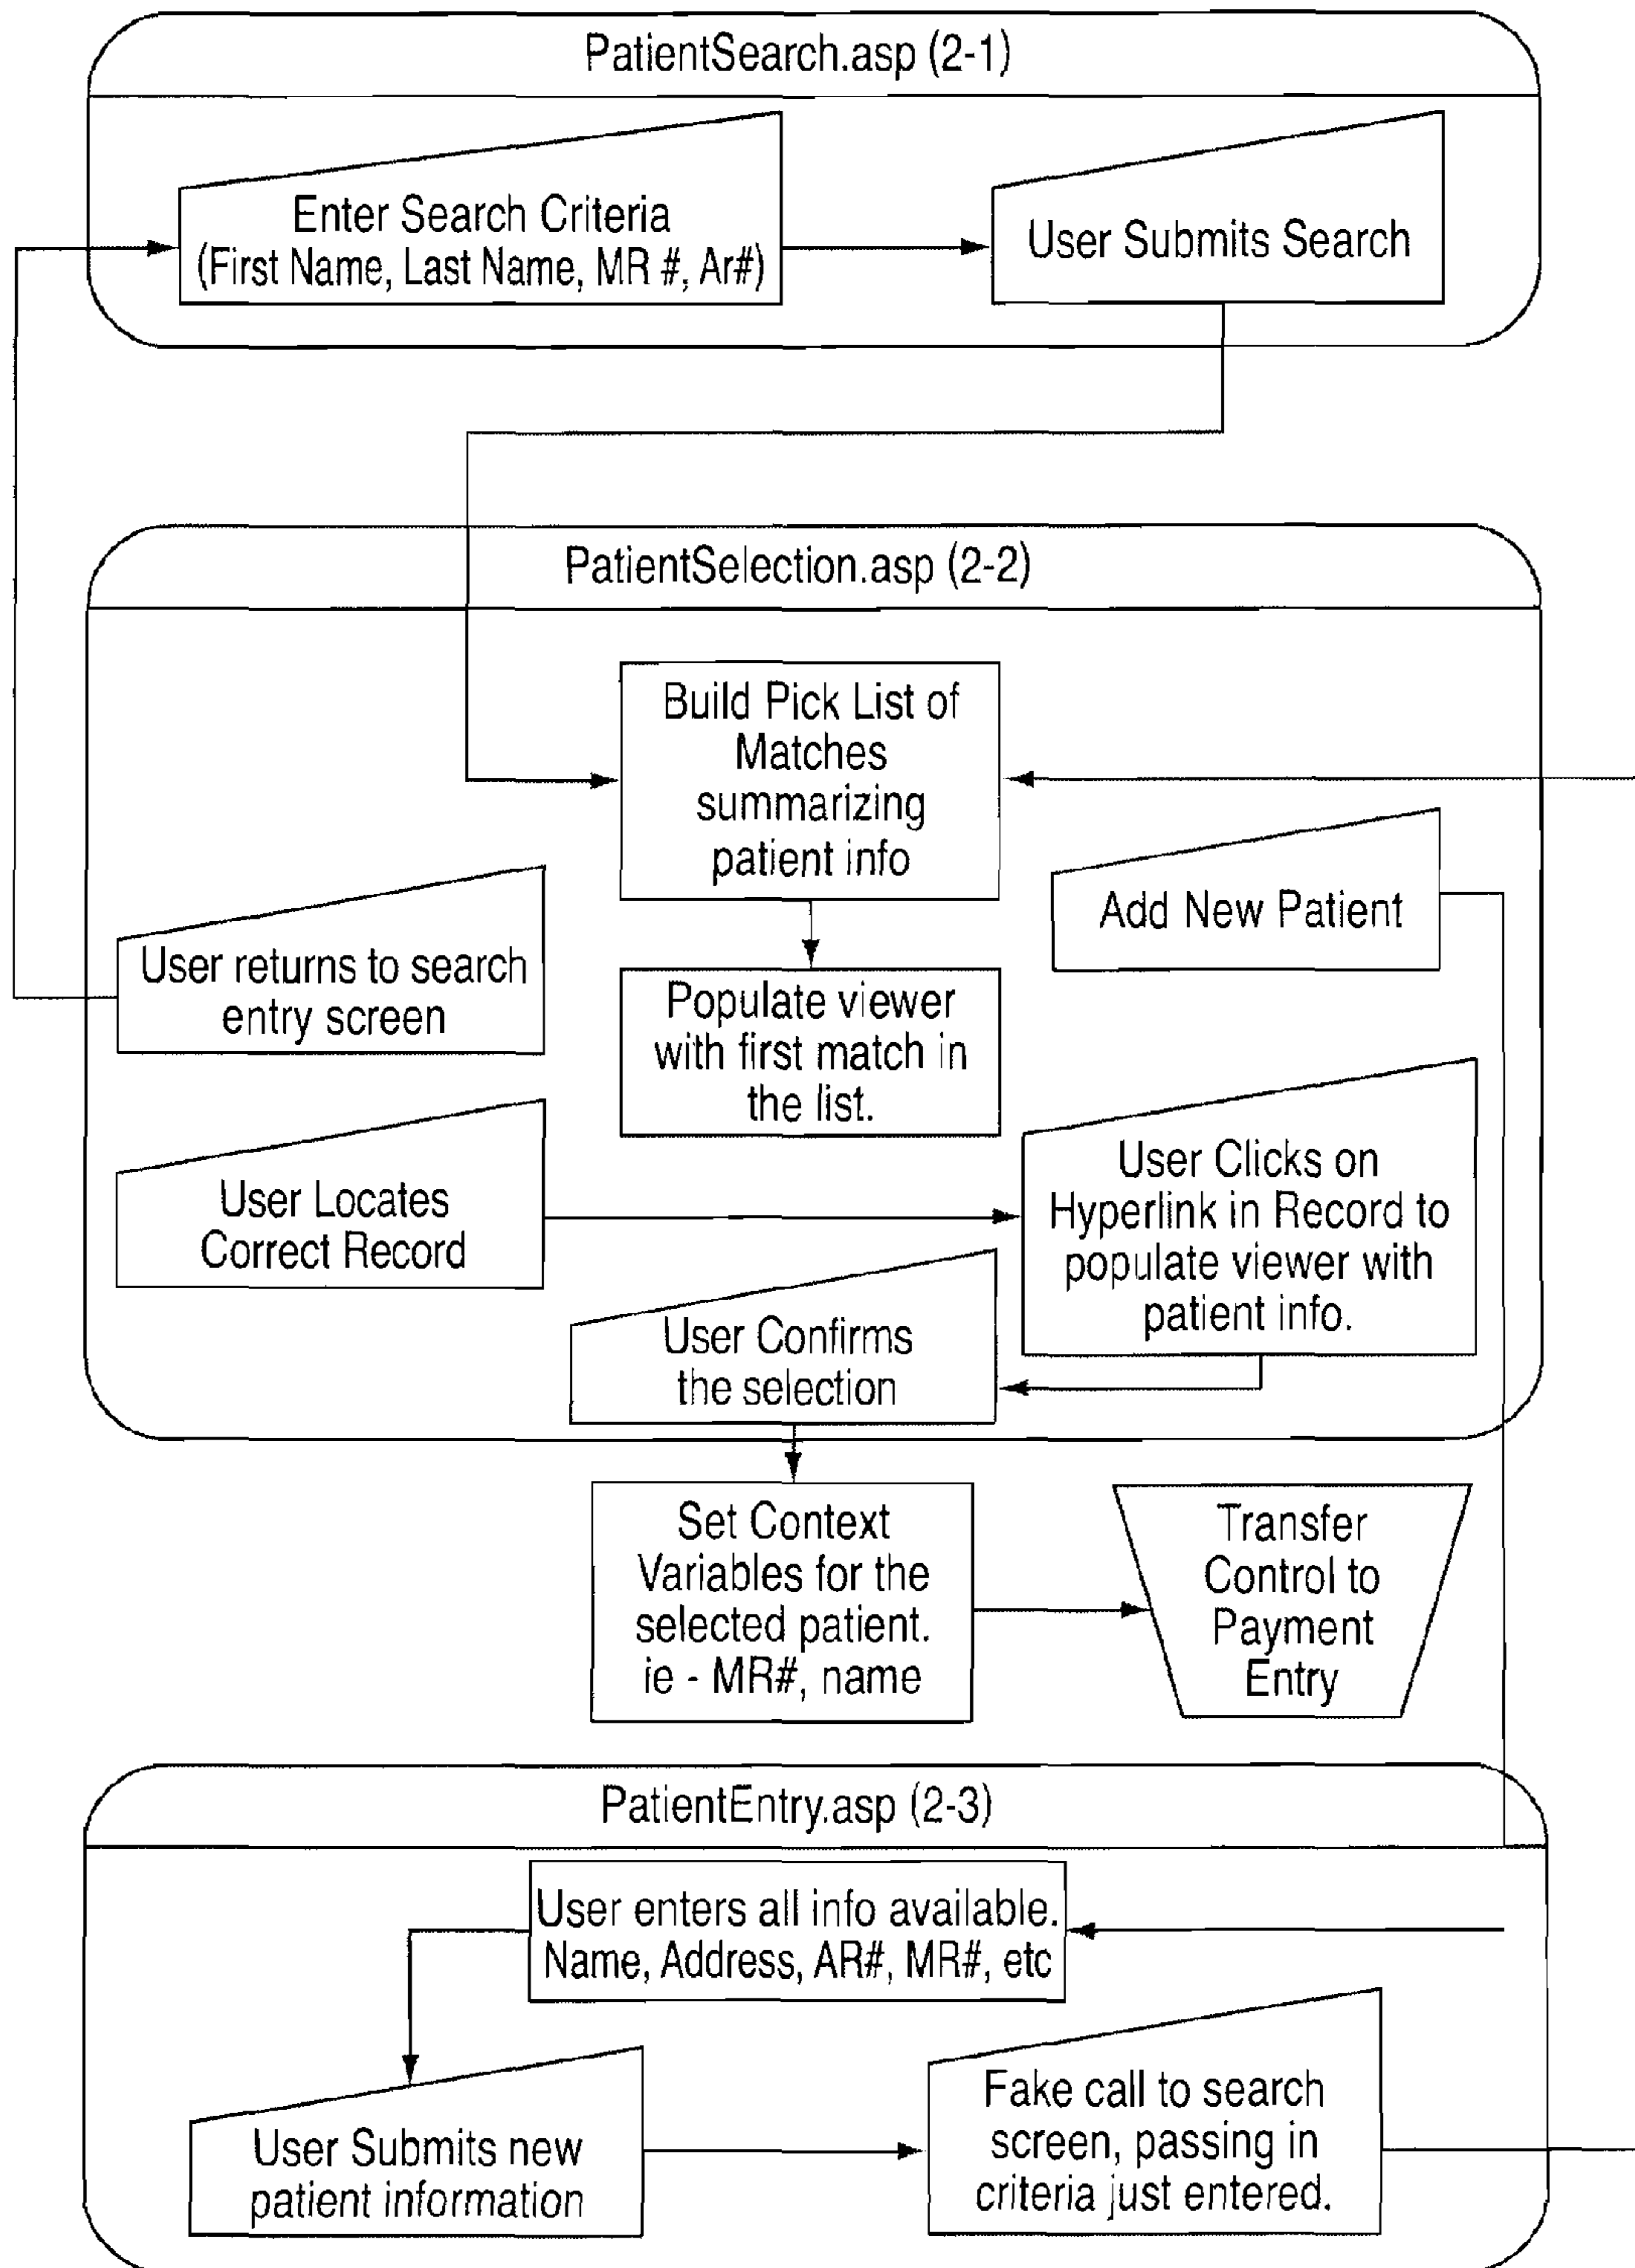 PatientSearch.asp (2-1)
Enter Search Criteria
(First Name, Last Name, MR #, Ar#)
User Submits Search
PatientSelection.asp (2-2)
Build Pick List of
Matches
summarizing
patient info
Add New Patient
User returns to search
entry screen
Populate viewer
with first match in
the list.
User Locates
Correct Record
User Clicks on
Hyperlink in Record to
populate viewer with
patient info.
User Confirms
the selection
Set Context
Variables for the
selected patient.
ie - MR#, name
Transfer
Control to
Payment
Entry
PatientEntry.asp (2-3)
User enters all info available.
Name, Address, AR#, MR#, etc
User Submits new
patient information
Fake call to search
screen, passing in
criteria just entered.